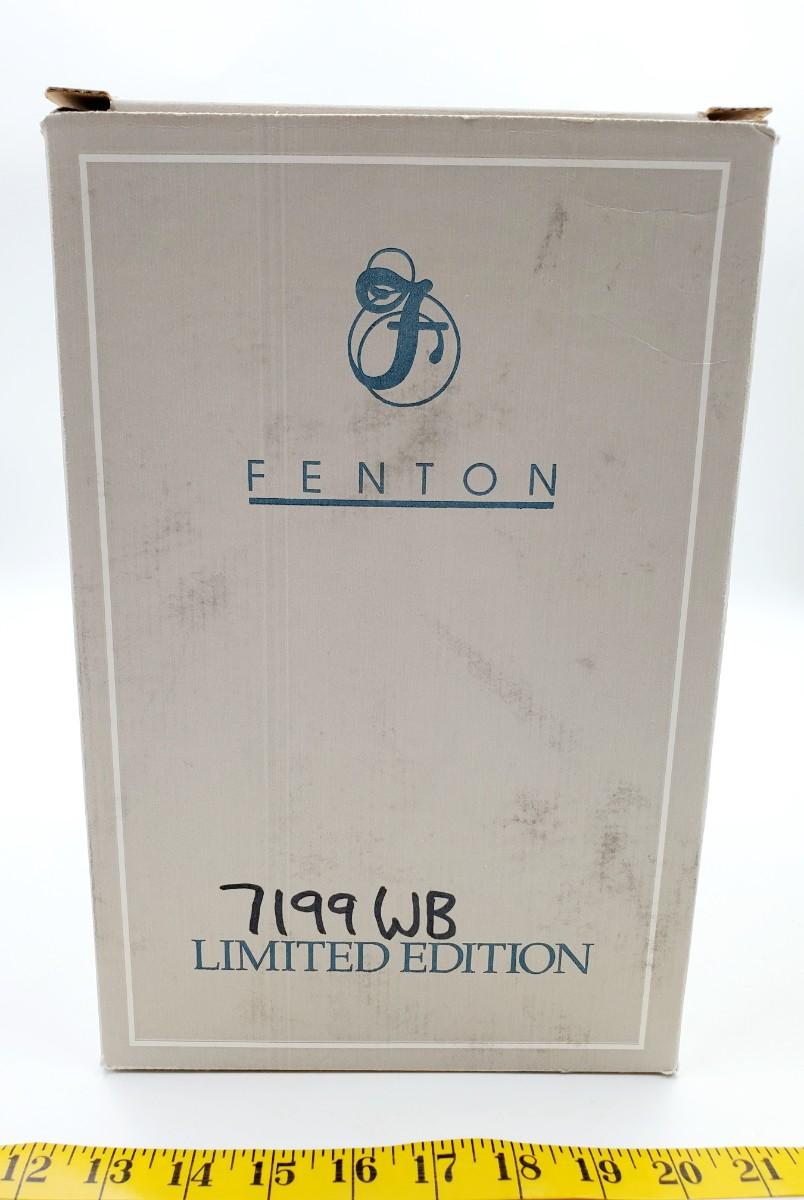 F
FENTON
7199 WB
LIMITED EDITION
12 13 14 15 16 17 18 19 20 21